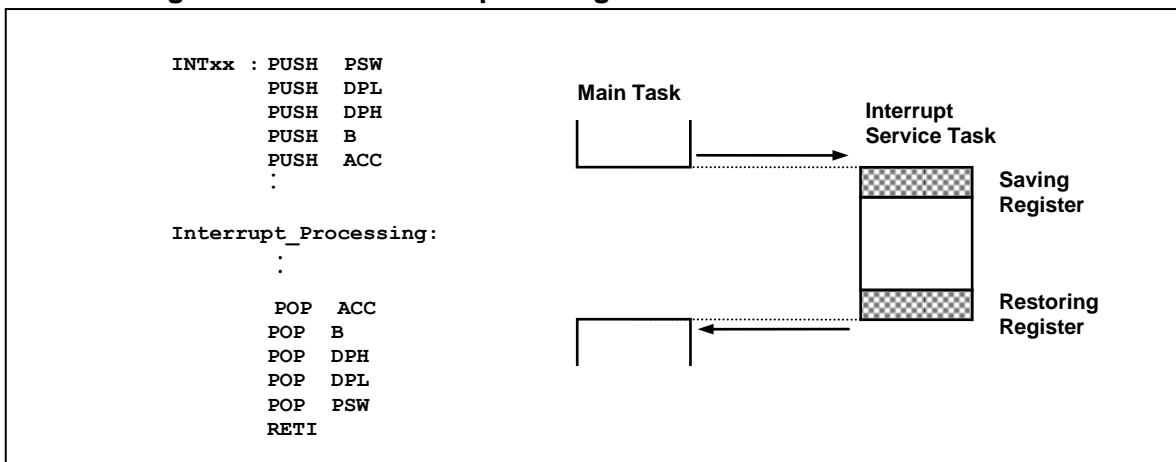 INTxx : PUSH PSW
PUSH DPL
PUSH DPH
PUSH B
PUSH ACC
:
Interrupt_Processing:
:
POP ACC
POP B
POP DPH
POP DPL
POP PSW
RETI
Main Task
Interrupt
Service Task
Saving
Register
Restoring
Register